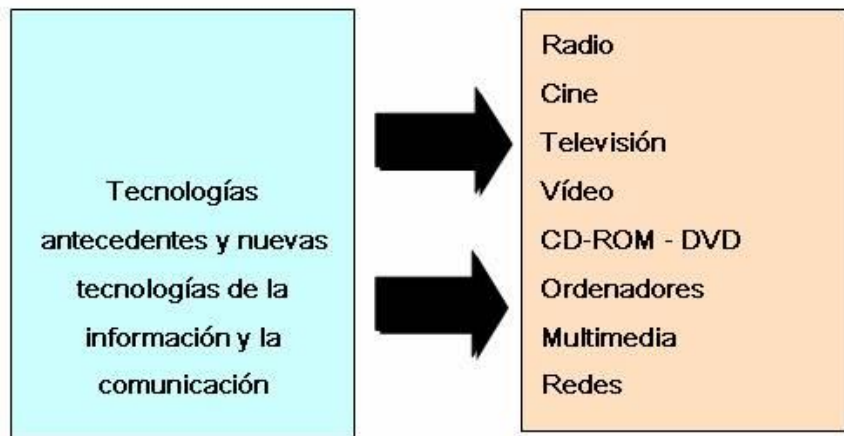 Tecnologías
antecedentes y nuevas
tecnologías de la
información y la
comunicación
Radio
Cine
Televisión
Vídeo
CD-ROM - DVD
Ordenadores
Multimedia
Redes